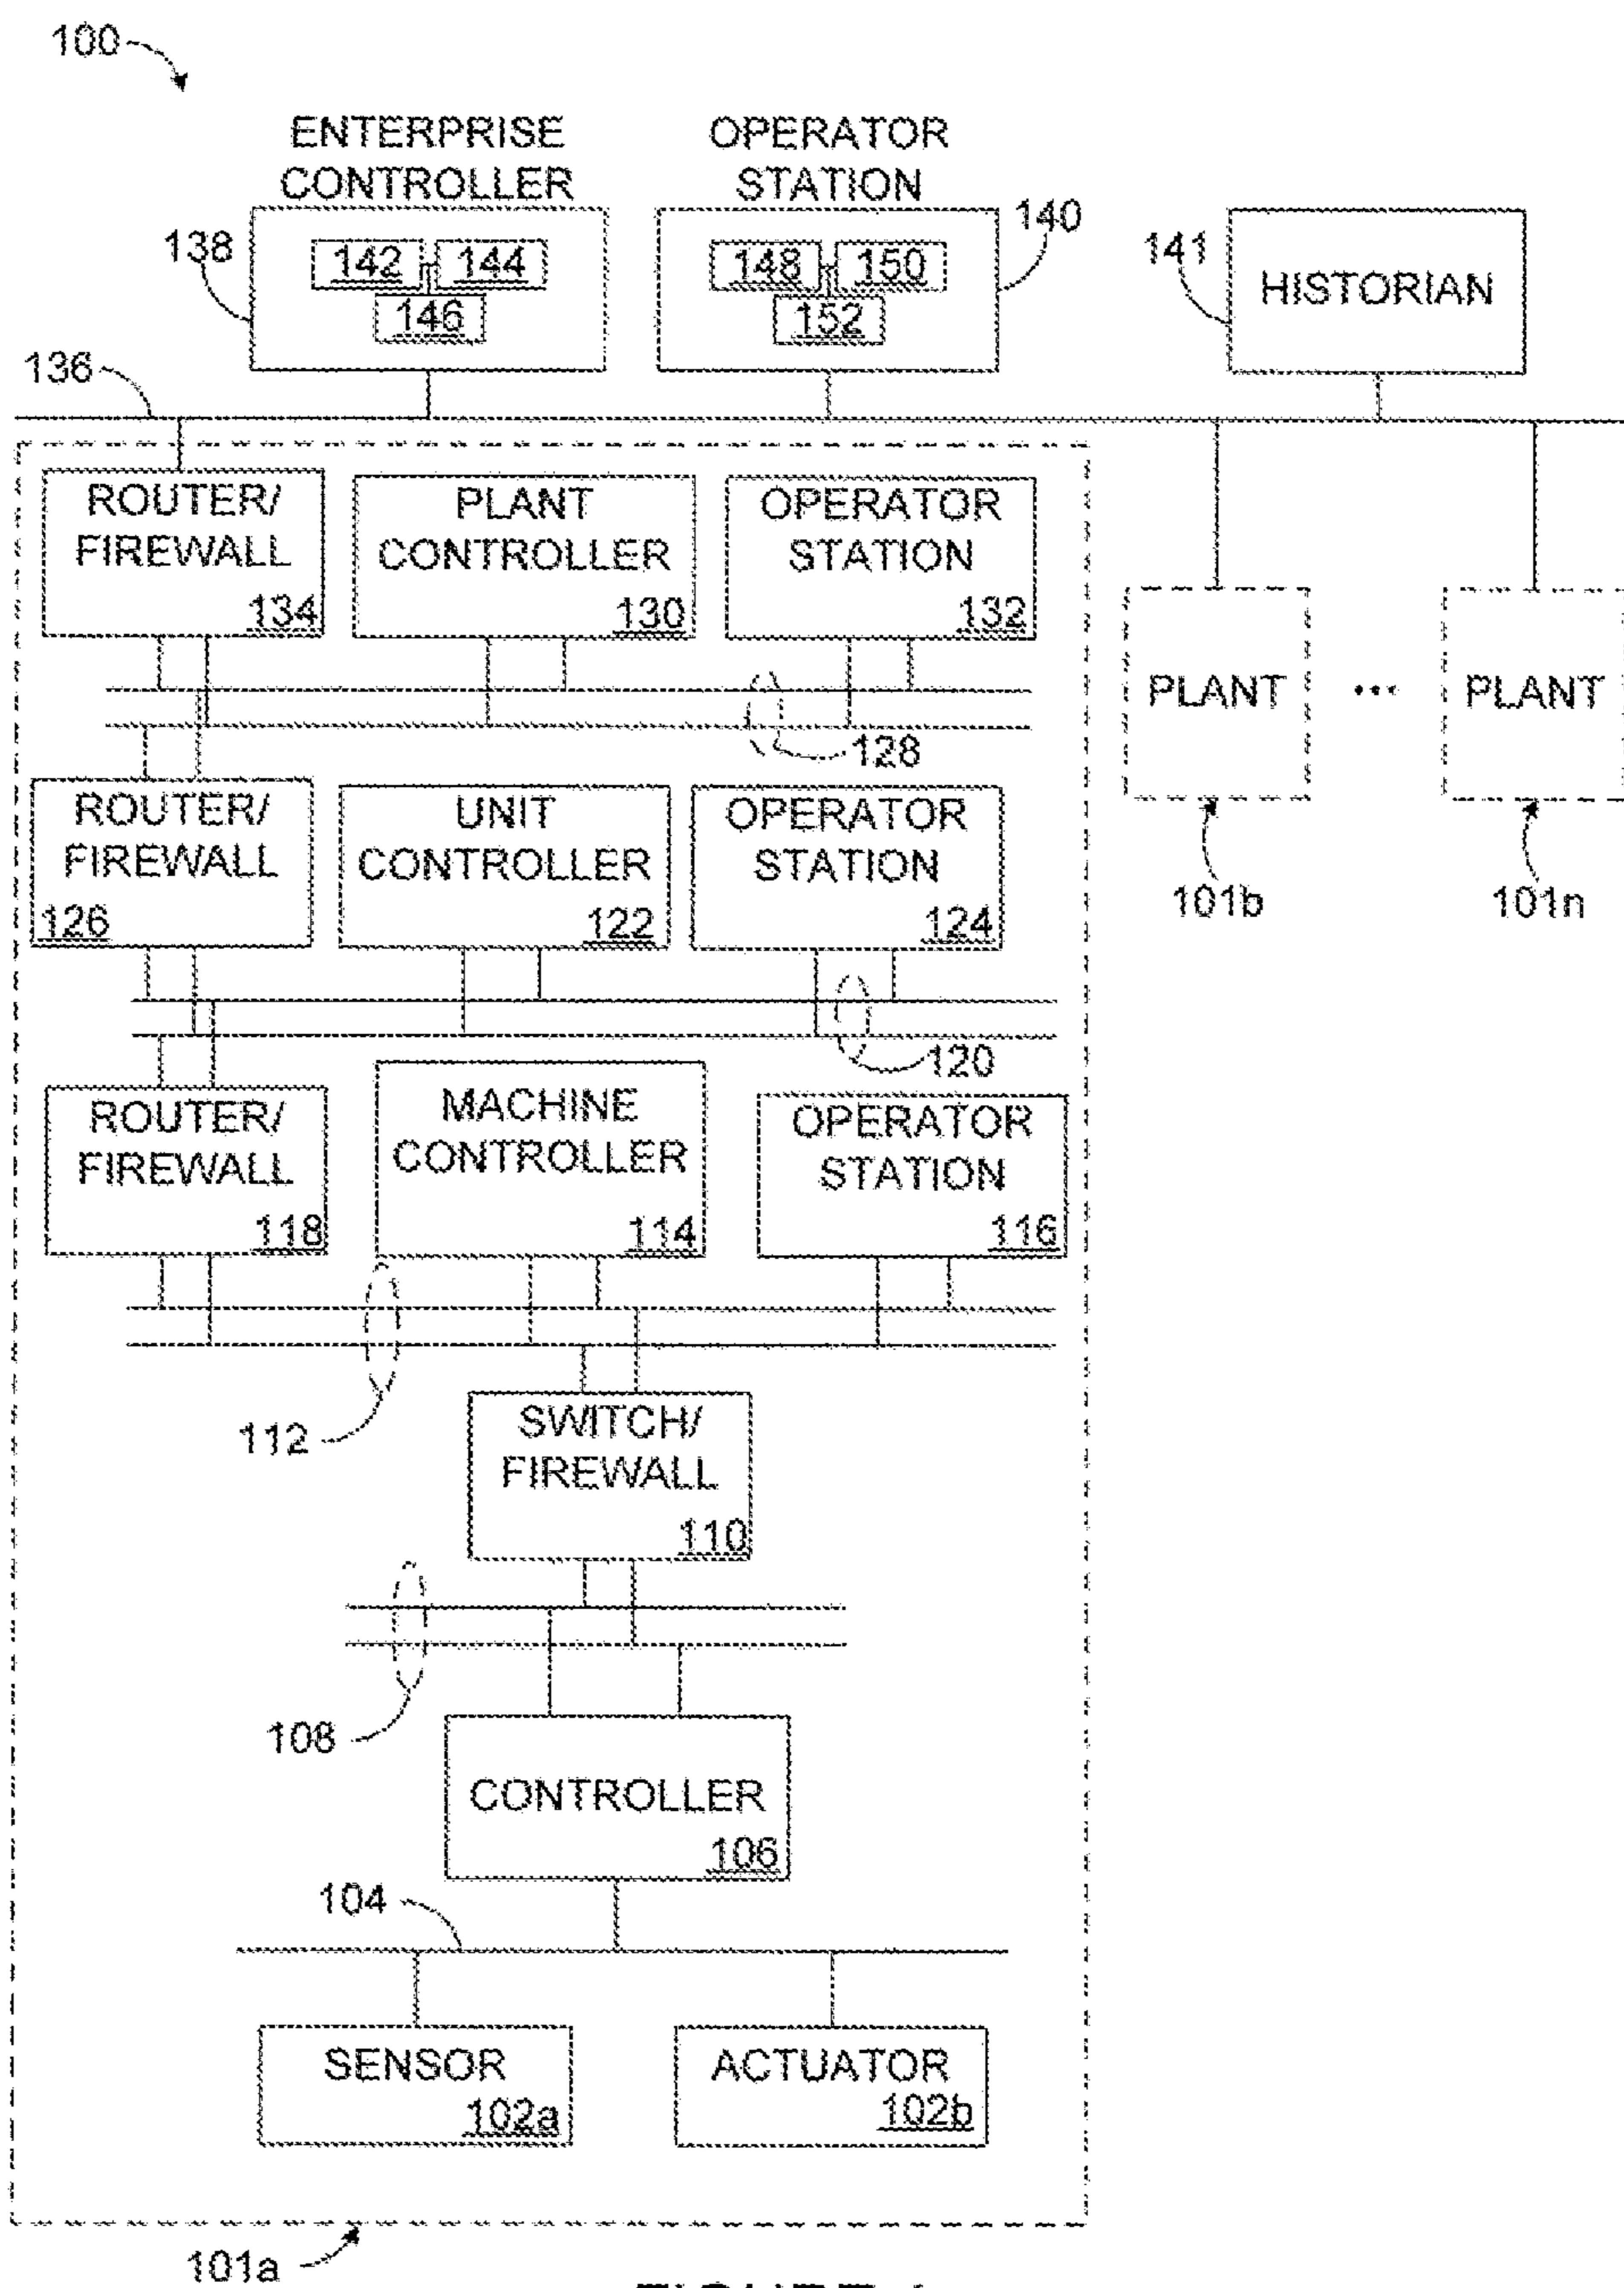 100
ENTERPRISE
CONTROLLER
OPERATOR
STATION
138
142
144
146
148
150
152
140
141
HISTORIAN
136
ROUTER/
FIREWALL
134
PLANT
CONTROLLER
130
OPERATOR
STATION
132
128
PLANT
...
PLANT
101b
101n
ROUTER/
FIREWALL
126
UNIT
CONTROLLER
122
OPERATOR
STATION
124
120
ROUTER/
FIREWALL
118
MACHINE
CONTROLLER
114
OPERATOR
STATION
116
112
SWITCH/
FIREWALL
110
108
CONTROLLER
106
104
SENSOR
102a
ACTUATOR
102b
101a